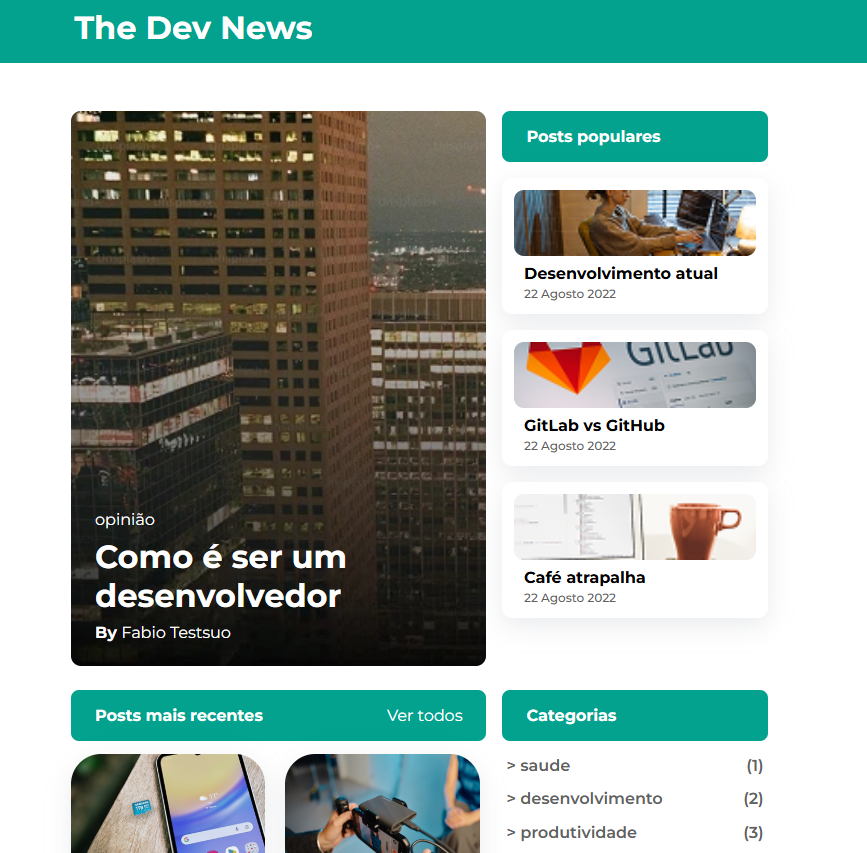 The Dev News
opinião
Como é ser um
desenvolvedor
By Fabio Testsuo
Posts populares
Desenvolvimento atual
22 Agosto 2022
GitLab
GitLab vs GitHub
22 Agosto 2022
Café atrapalha
22 Agosto 2022
Posts mais recentes
Ver todos
Categorias
> saude (1)
> desenvolvimento (2)
> produtividade (3)